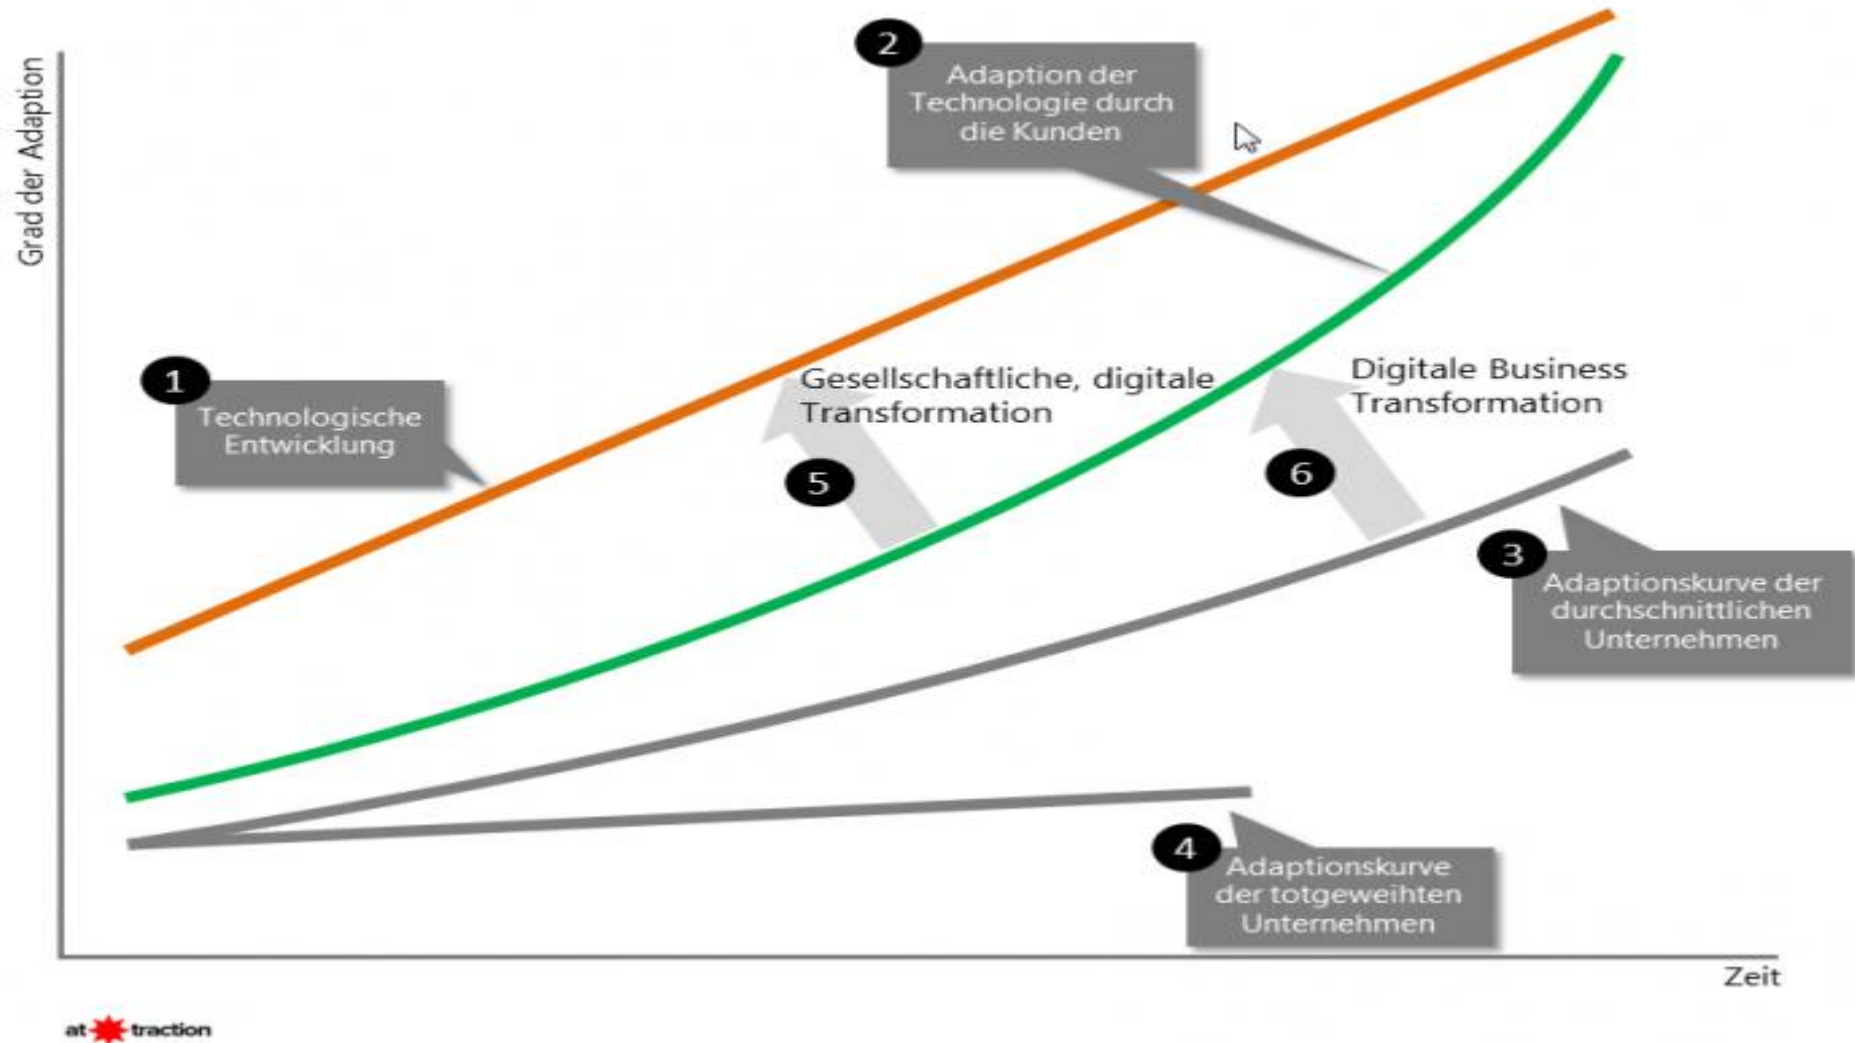 Grad der Adaption
2
Adaption der
Technologie durch
die Kunden
1
Technologische
Entwicklung
Gesellschaftliche, digitale
Transformation
5
Digitale Business
Transformation
6
3
Adaptionskurve der
durchschnittlichen
Unternehmen
4
Adaptionskurve
der totgeweihten
Unternehmen
Zeit
at traction